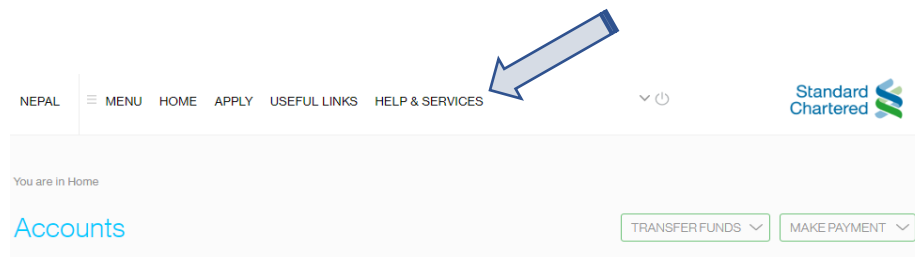 NEPAL MENU HOME APPLY USEFUL LINKS HELP & SERVICES
Standard
Chartered
You are in Home
Accounts
TRANSFER FUNDS MAKE PAYMENT